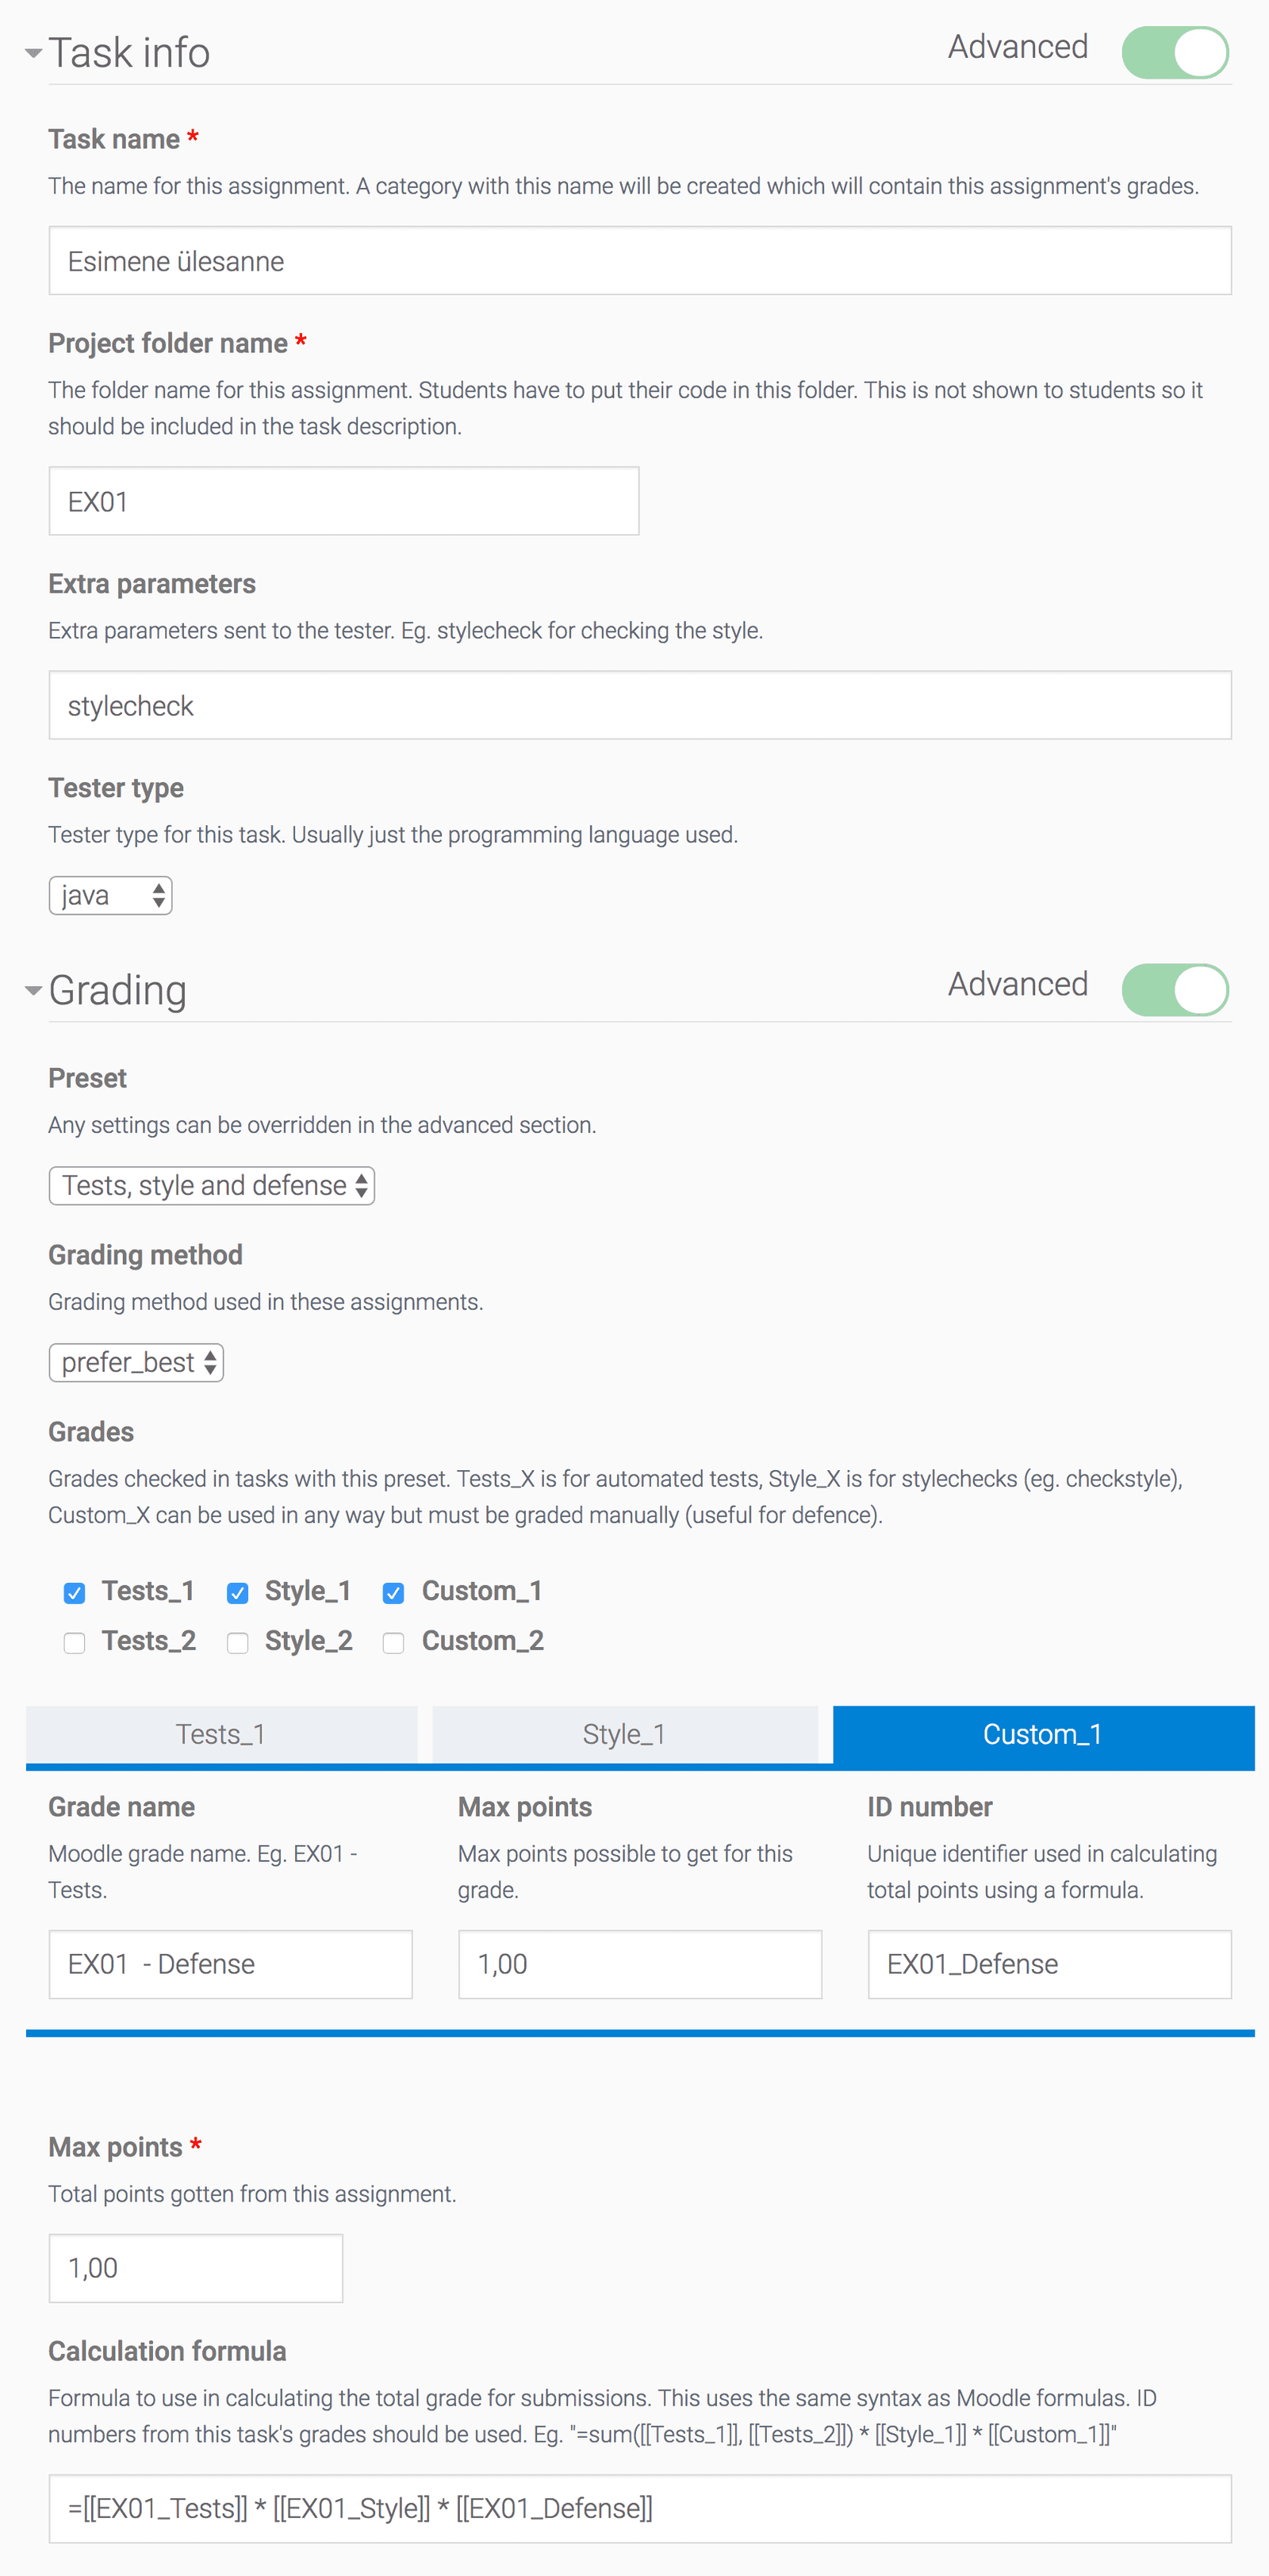 Task info
Advanced
Task name *
The name for this assignment. A category with this name will be created which will contain this assignment's grades.
Esimene ülesanne
Project folder name *
The folder name for this assignment. Students have to put their code in this folder. This is not shown to students so it
should be included in the task description.
EX01
Extra parameters
Extra parameters sent to the tester. Eg. stylecheck for checking the style.
stylecheck
Tester type
Tester type for this task. Usually just the programming language used.
java
Grading
Advanced
Preset
Any settings can be overridden in the advanced section.
Tests, style and defense
Grading method
Grading method used in these assignments.
prefer_best
Grades
Grades checked in tasks with this preset. Tests_X is for automated tests, Style_X is for stylechecks (eg. checkstyle),
Custom_X can be used in any way but must be graded manually (useful for defence).
Tests_1 Style_1 Custom_1
Tests_2 Style_2 Custom_2
Tests_1 Style_1 Custom_1
Grade name
Moodle grade name. Eg. EX01 -
Tests.
EX01  - Defense
Max points
Max points possible to get for this
grade.
1,00
ID number
Unique identifier used in calculating
total points using a formula.
EX01_Defense
Max points *
Total points gotten from this assignment.
1,00
Calculation formula
Formula to use in calculating the total grade for submissions. This uses the same syntax as Moodle formulas. ID
numbers from this task's grades should be used. Eg. "=sum([[Tests_1]], [[Tests_2]]) * [[Style_1]] * [[Custom_1]]"
=[[EX01_Tests]] * [[EX01_Style]] * [[EX01_Defense]]